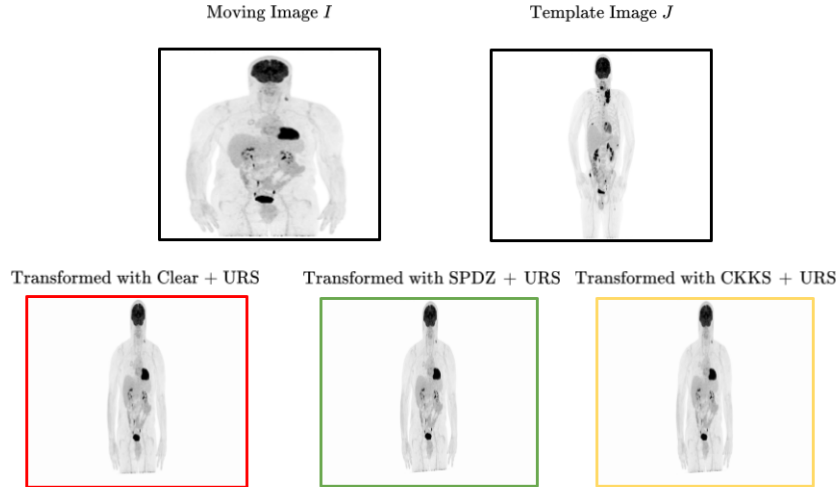 Moving Image I
Template Image J
Transformed with Clear + URS
Transformed with SPDZ + URS
Transformed with CKKS + URS